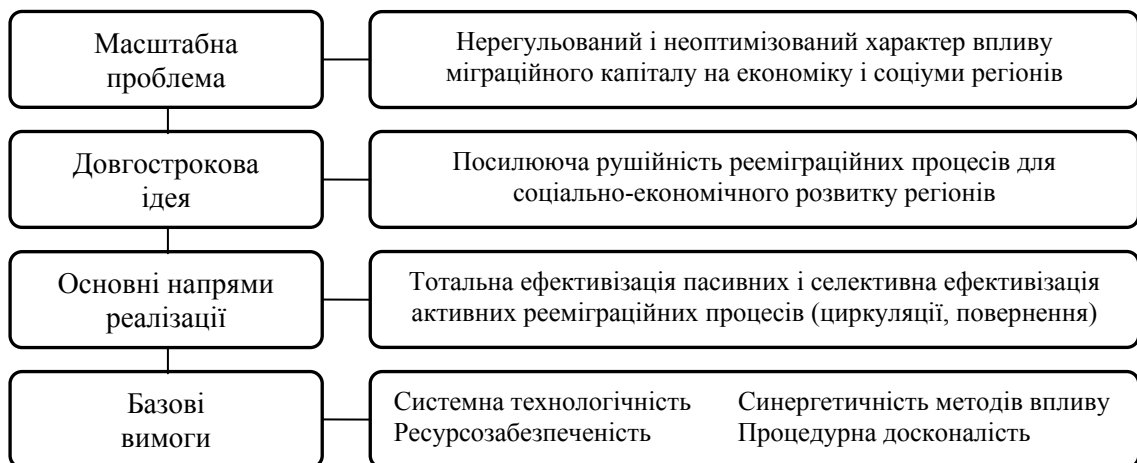 Масштабна
проблема
Нерегульований і неоптимізований характер впливу
міграційного капіталу на економіку і соціуми регіонів
Довгострокова
ідея
Посилююча рушійність рееміграційних процесів для
соціально-економічного розвитку регіонів
Основні напрями
реалізації
Тотальна ефективізація пасивних і селективна ефективізація
активних рееміграційних процесів (циркуляції, повернення)
Базові
вимоги
Системна технологічність Синергетичність методів впливу
Ресурсозабезпеченість Процедурна досконалість